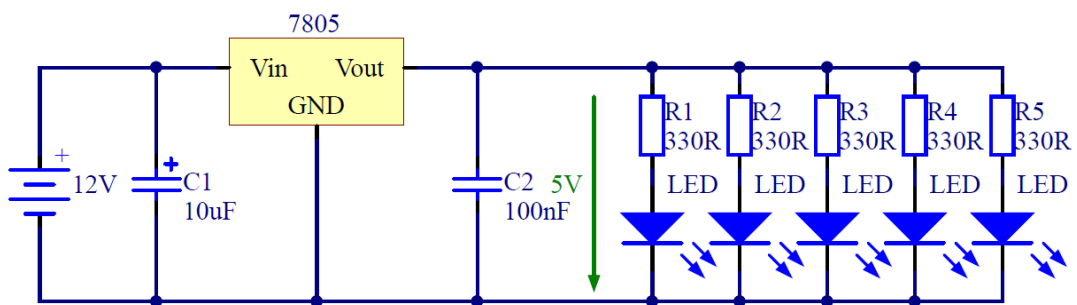 7805
Vin Vout
GND
+
12V
+
C1
10uF
C2
100nF
5V
R1
330R
LED
R2
330R
LED
R3
330R
LED
R4
330R
LED
R5
330R
LED